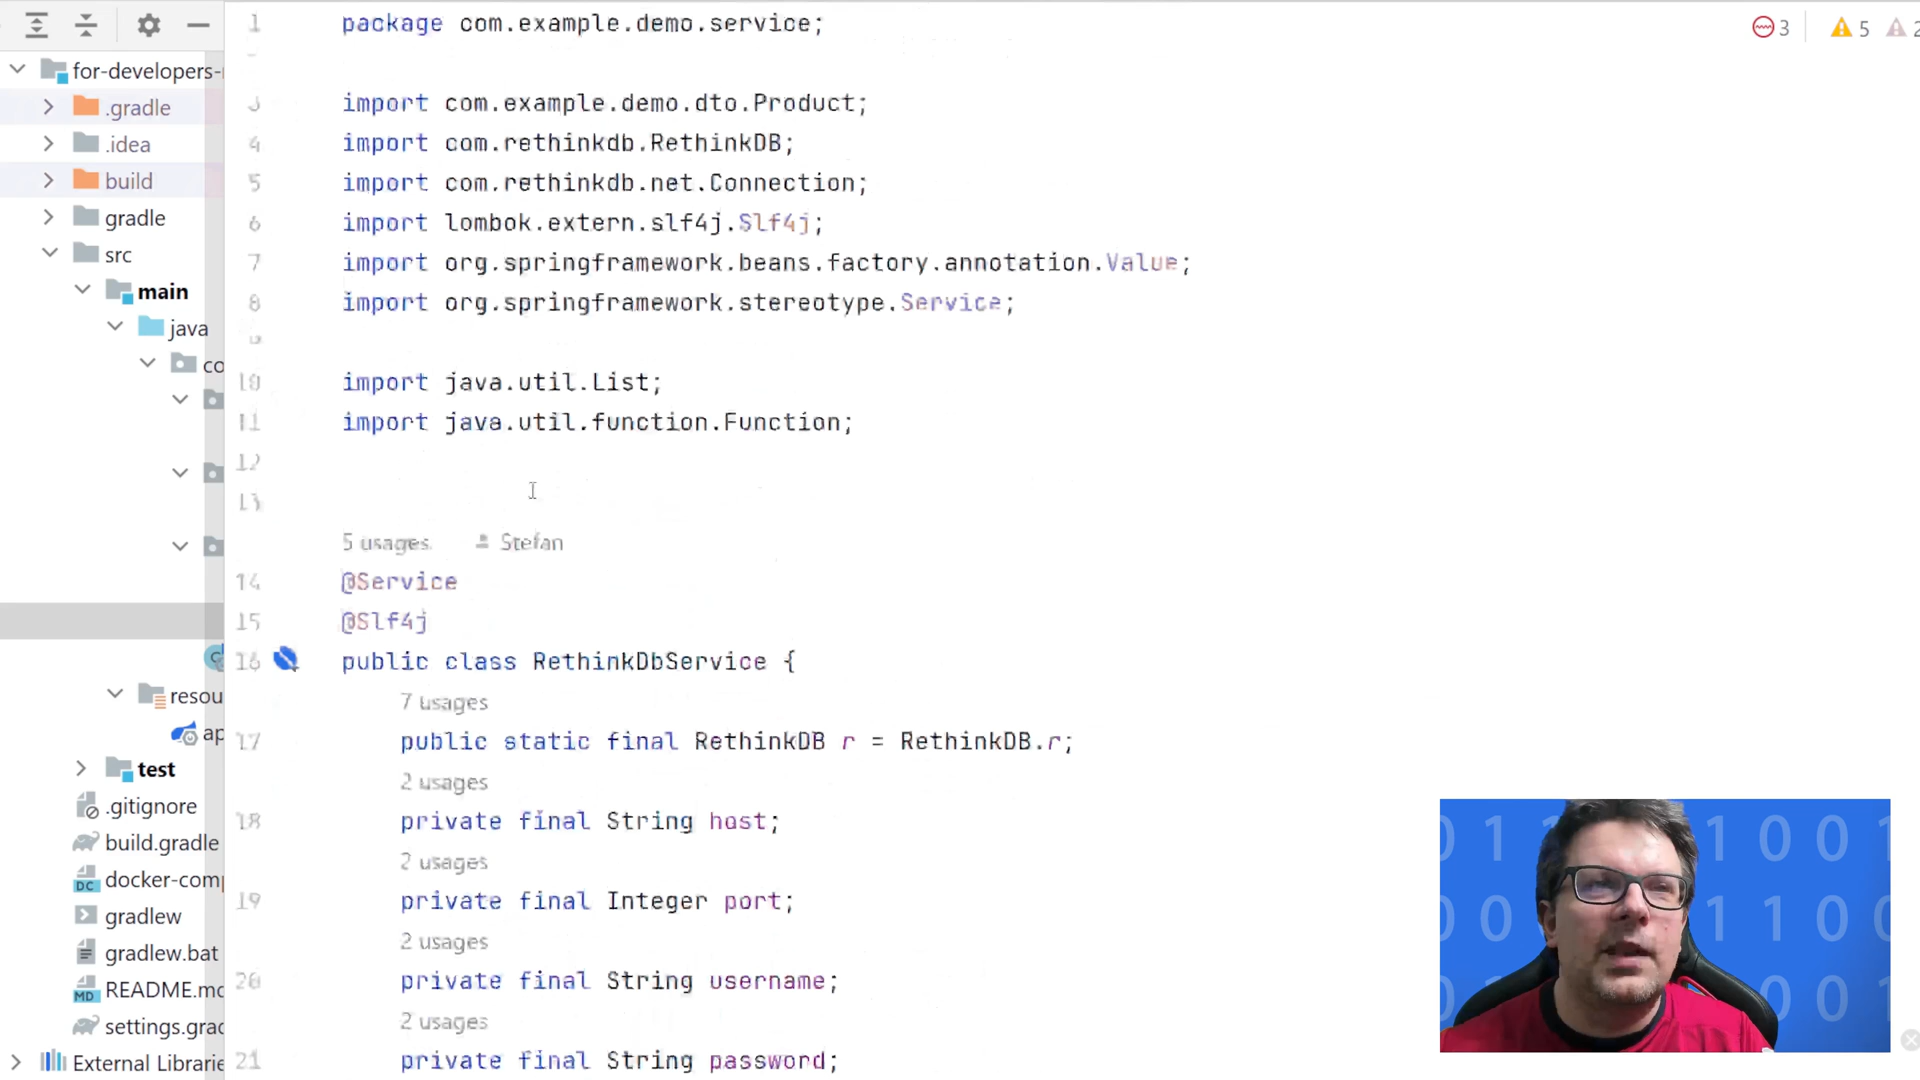 for-developers-
.gradle
.idea
build
gradle
src
main
java
co
resou
ap
test
.gitignore
build.gradle
docker-comp
gradlew
gradlew.bat
README.md
settings.grad
External Librarie
3 5 2
1 package com.example.demo.service;
3 import com.example.demo.dto.Product;
4 import com.rethinkdb.RethinkDB;
5 import com.rethinkdb.net.Connection;
6 import lombok.extern.slf4j.Slf4j;
7 import org.springframework.beans.factory.annotation.Value;
8 import org.springframework.stereotype.Service;
10 import java.util.List;
11 import java.util.function.Function;
12
13
5 usages Stefan
14 @Service
15 @Slf4j
16 public class RethinkDbService {
7 usages
17 public static final RethinkDB r = RethinkDB.r;
2 usages
18 private final String host;
2 usages
19 private final Integer port;
2 usages
20 private final String username;
2 usages
21 private final String password;